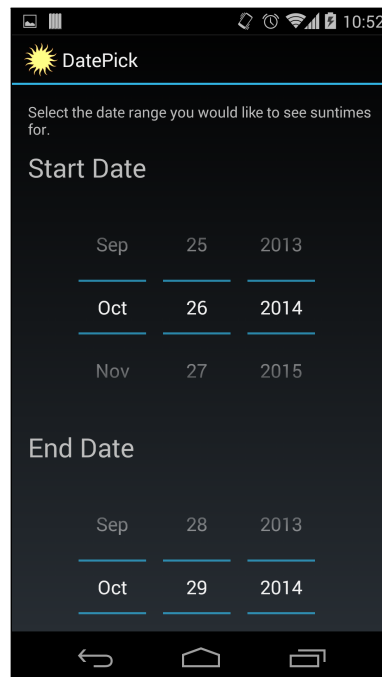 10:52
DatePick
Select the date range you would like to see suntimes
for.
Start Date
Sep 25 2013
Oct 26 2014
Nov 27 2015
End Date
Sep 28 2013
Oct 29 2014